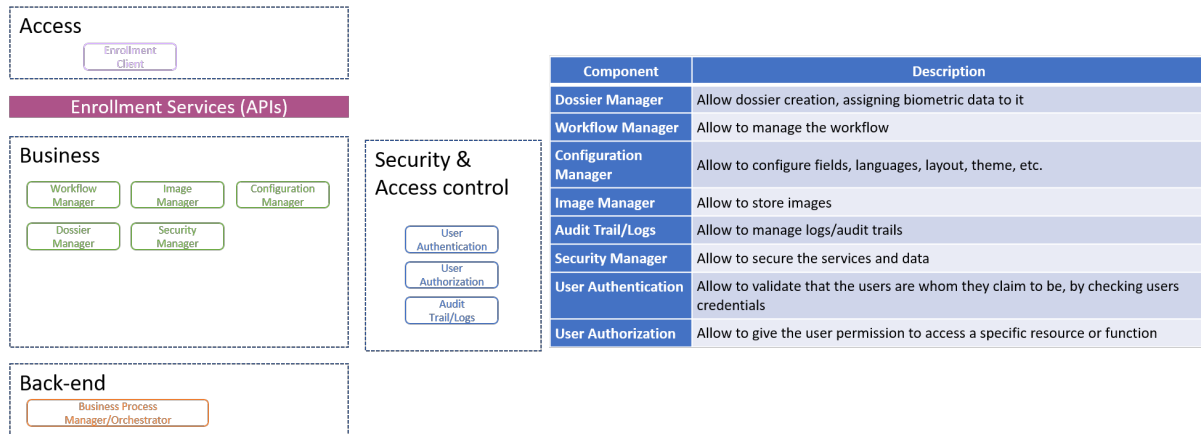 Access
Enrollment
Client
Enrollment Services (APIs)
Business
Workflow
Manager
Image
Manager
Configuration
Manager
Dossier
Manager
Security
Manager
Back-end
Business Process
Manager/Orchestrator
Security &
Access control
User
Authentication
User
Authorization
Audit
Trail/Logs
Component Description
Dossier Manager Allow dossier creation, assigning biometric data to it
Workflow Manager Allow to manage the workflow
Configuration
Manager Allow to configure fields, languages, layout, theme, etc.
Image Manager Allow to store images
Audit Trail/Logs Allow to manage logs/audit trails
Security Manager Allow to secure the services and data
User Authentication Allow to validate that the users are whom they claim to be, by checking users
credentials
User Authorization Allow to give the user permission to access a specific resource or function